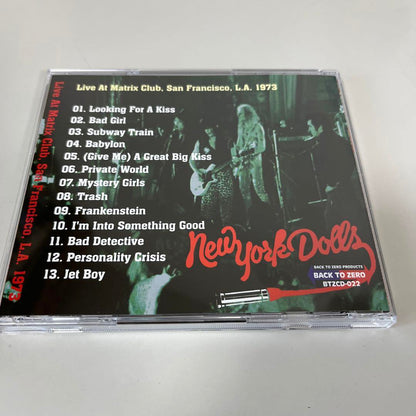 Live At Matrix Club, San Francisco, L.A. 1973
01. Looking For A Kiss
02. Bad Girl
03. Subway Train
04. Babylon
05. (Give Me) A Great Big Kiss
06. Private World
07. Mystery Girls
08. Trash
09. Frankenstein
10. I'm Into Something Good
11. Bad Detective
12. Personality Crisis
13. Jet Boy
New York Dolls
BACK TO ZERO PRODUCTS
BACK TO ZERO
BTZCD-022
Live At Matrix Club, San Francisco, L.A. 1973